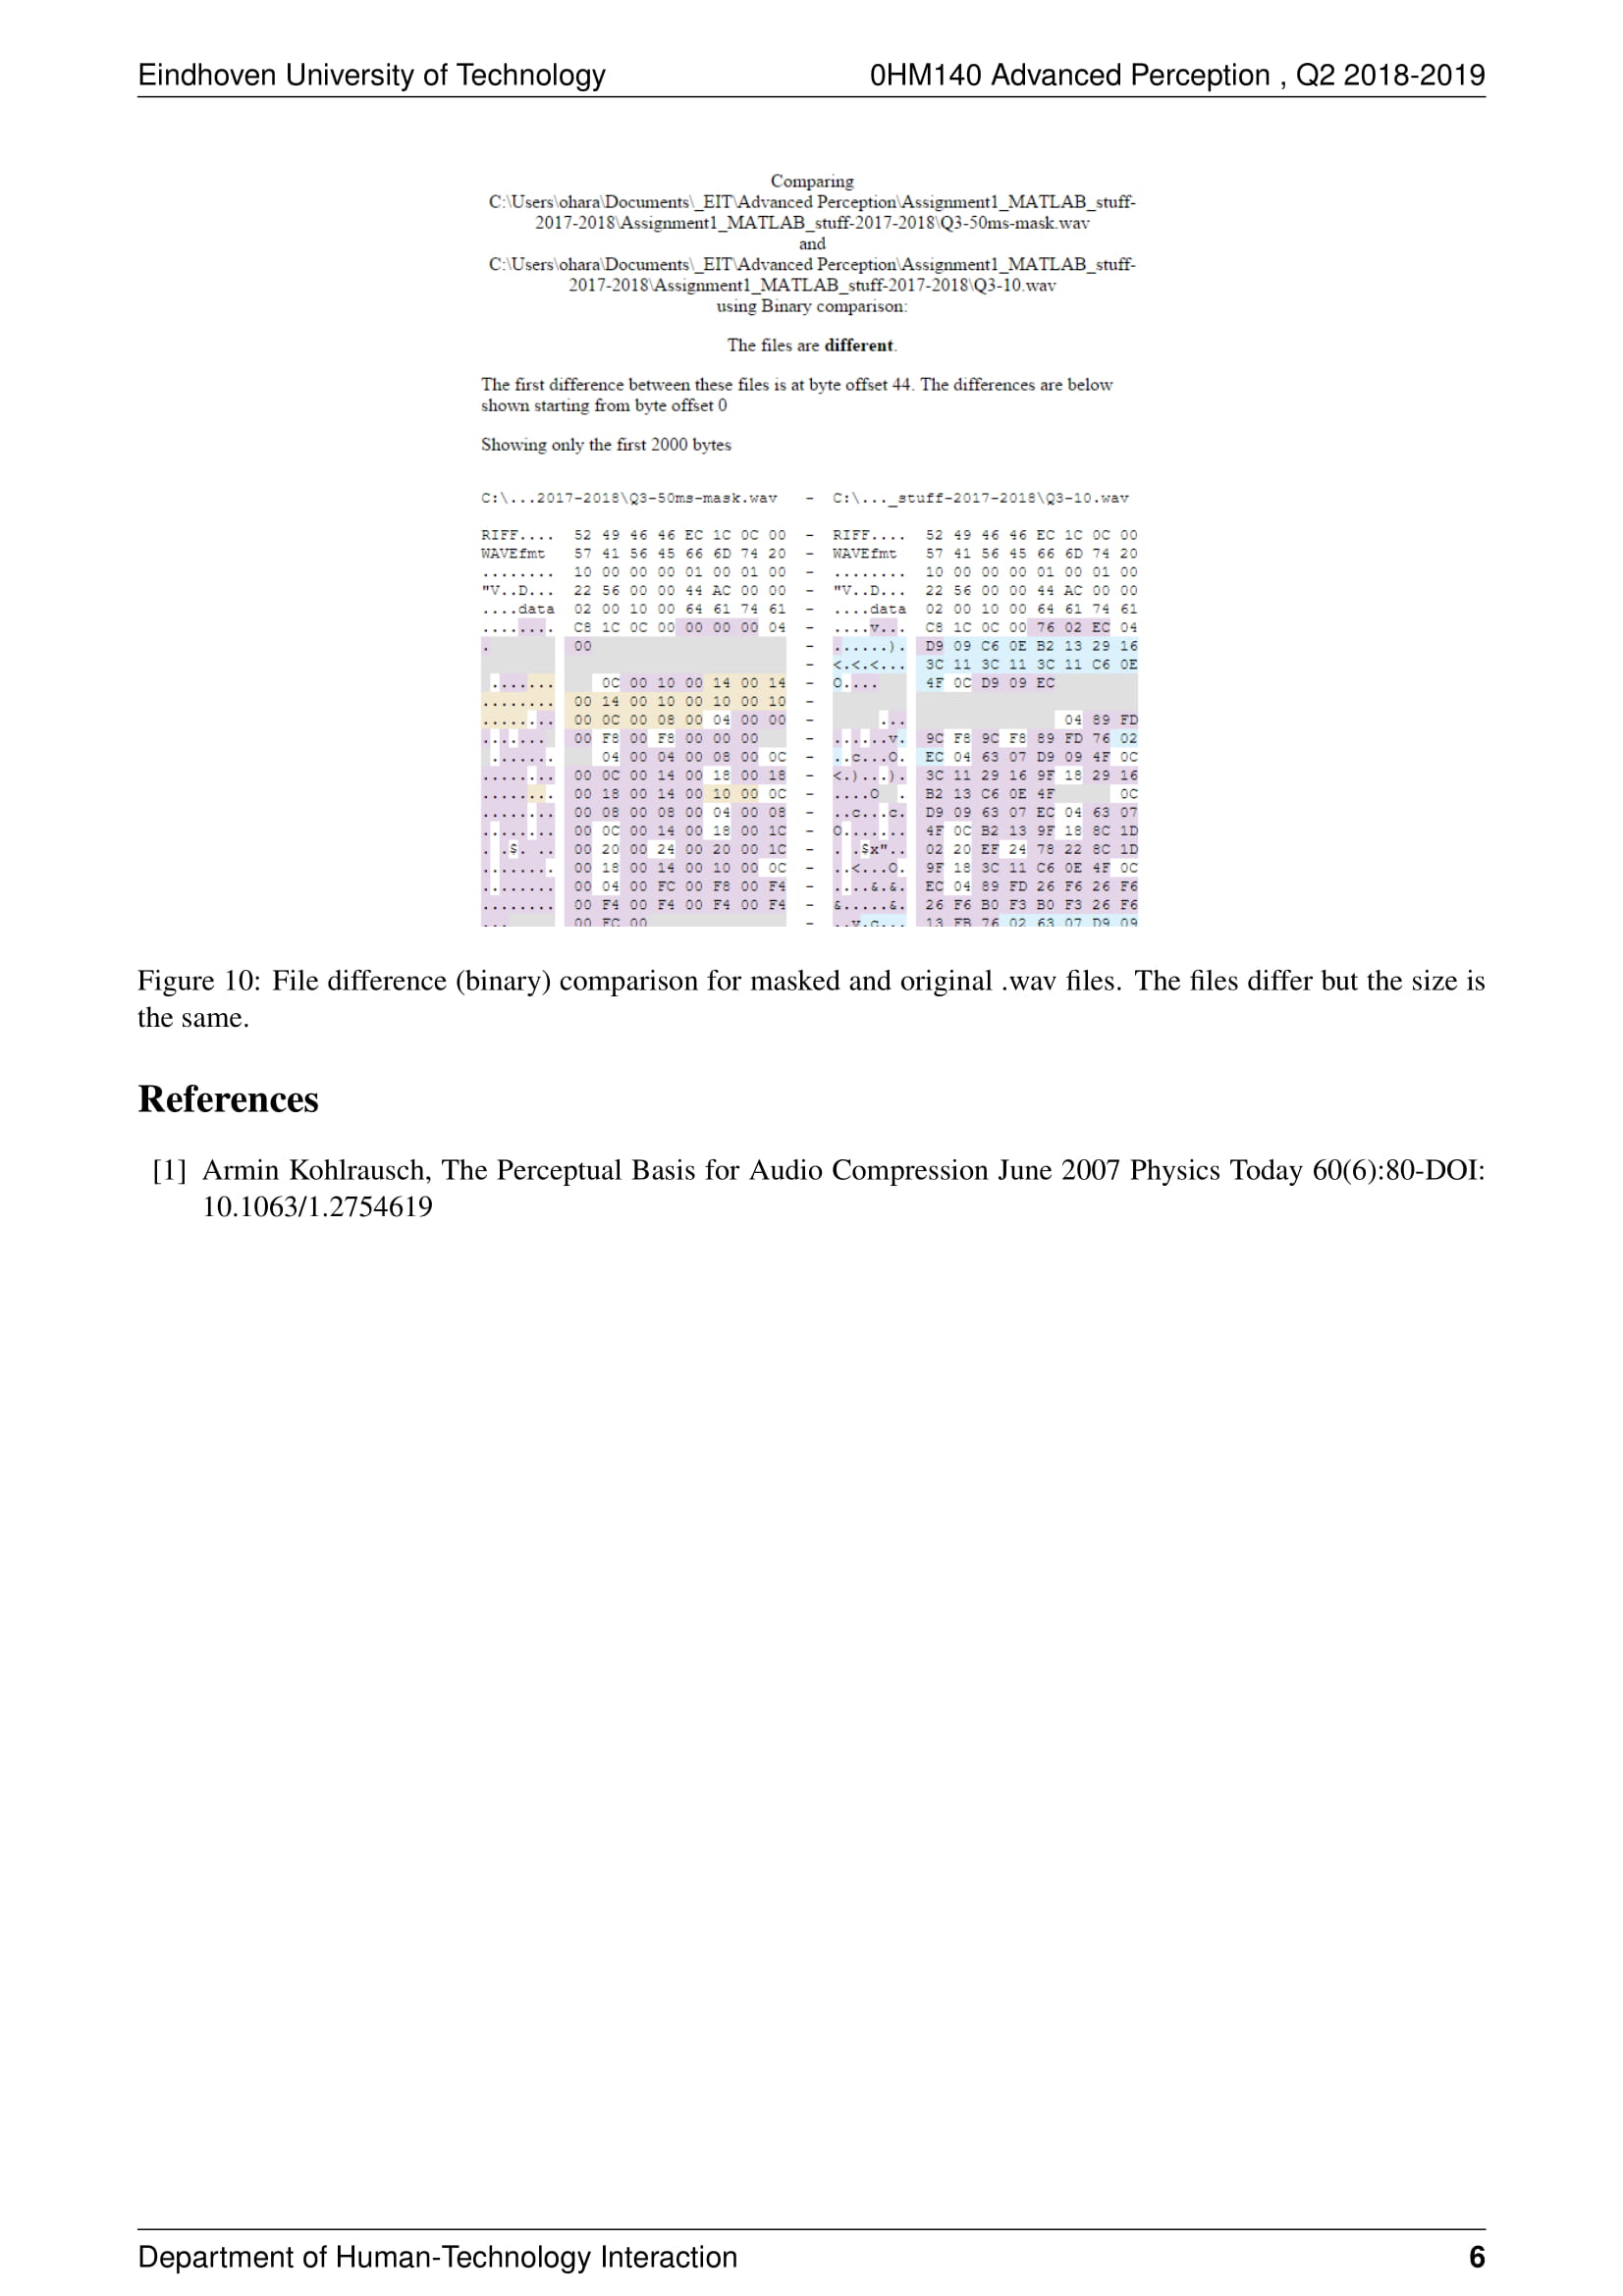 Eindhoven University of Technology 0HM140 Advanced Perception , Q2 2018-2019
Comparing
C:\Users\ohara\Documents\_EIT\Advanced Perception\Assignment1_MATLAB_stuff-
2017-2018\Assignment1_MATLAB_stuff-2017-2018\Q3-50ms-mask.wav
and
C:\Users\ohara\Documents\_EIT\Advanced Perception\Assignment1_MATLAB_stuff-
2017-2018\Assignment1_MATLAB_stuff-2017-2018\Q3-10.wav
using Binary comparison:
The files are different.
The first difference between these files is at byte offset 44. The differences are below
shown starting from byte offset 0
Showing only the first 2000 bytes
C:\...2017-2018\Q3-50ms-mask.wav - C:\..._stuff-2017-2018\Q3-10.wav
RIFF.... 52 49 46 46 EC 1C 0C 00 - RIFF.... 52 49 46 46 EC 1C 0C 00
WAVEfmt 57 41 56 45 66 6D 74 20 - WAVEfmt 57 41 56 45 66 6D 74 20
........ 10 00 00 00 01 00 01 00 - ........ 10 00 00 00 01 00 01 00
"V..D... 22 56 00 00 44 AC 00 00 - "V..D... 22 56 00 00 44 AC 00 00
....data 02 00 10 00 64 61 74 61 - ....data 02 00 10 00 64 61 74 61
........ C8 1C 0C 00 00 00 00 04 - ....v... C8 1C 0C 00 76 02 EC 04
. 00 - ......). D9 09 C6 0E B2 13 29 16
- <.<.<... 3C 11 3C 11 3C 11 C6 0E
....... 0C 00 10 00 14 00 14 - O.... 4F 0C D9 09 EC
........ 00 14 00 10 00 10 00 10 -
........ 00 0C 00 08 00 04 00 00 - ... 04 89 FD
....... 00 F8 00 F8 00 00 00 - ......v. 9C F8 9C F8 89 FD 76 02
....... 04 00 04 00 08 00 0C - ..c...O. EC 04 63 07 D9 09 4F 0C
........ 00 0C 00 14 00 18 00 18 - <.)...). 3C 11 29 16 9F 18 29 16
........ 00 18 00 14 00 10 00 0C - ....O . B2 13 C6 0E 4F 0C
........ 00 08 00 08 00 04 00 08 - ..c...c. D9 09 63 07 EC 04 63 07
........ 00 0C 00 14 00 18 00 1C - O....... 4F 0C B2 13 9F 18 8C 1D
. .$. .. 00 20 00 24 00 20 00 1C - . .$x".. 02 20 EF 24 78 22 8C 1D
........ 00 18 00 14 00 10 00 0C - ..<...O. 9F 18 3C 11 C6 0E 4F 0C
........ 00 04 00 FC 00 F8 00 F4 - ....&.&. EC 04 89 FD 26 F6 26 F6
........ 00 F4 00 F4 00 F4 00 F4 - &.....&. 26 F6 B0 F3 B0 F3 26 F6
... 00 FC 00 - ..v.c... 13 FB 76 02 63 07 D9 09
Figure 10: File difference (binary) comparison for masked and original .wav files. The files differ but the size is
the same.
References
[1] Armin Kohlrausch, The Perceptual Basis for Audio Compression June 2007 Physics Today 60(6):80-DOI:
10.1063/1.2754619
Department of Human-Technology Interaction 6